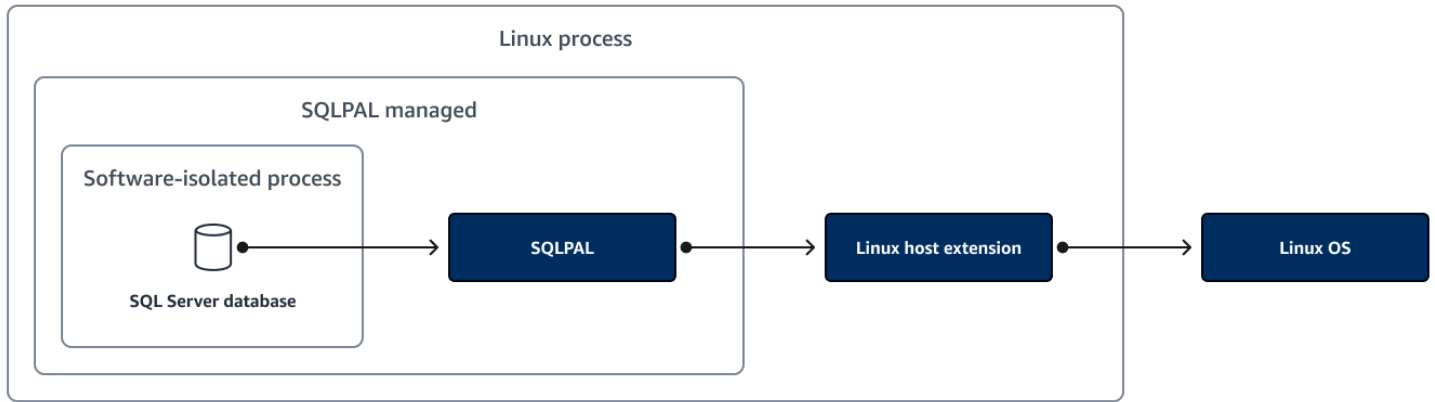 Linux process
SQLPAL managed
Software-isolated process
SQL Server database
SQLPAL
Linux host extension
Linux OS